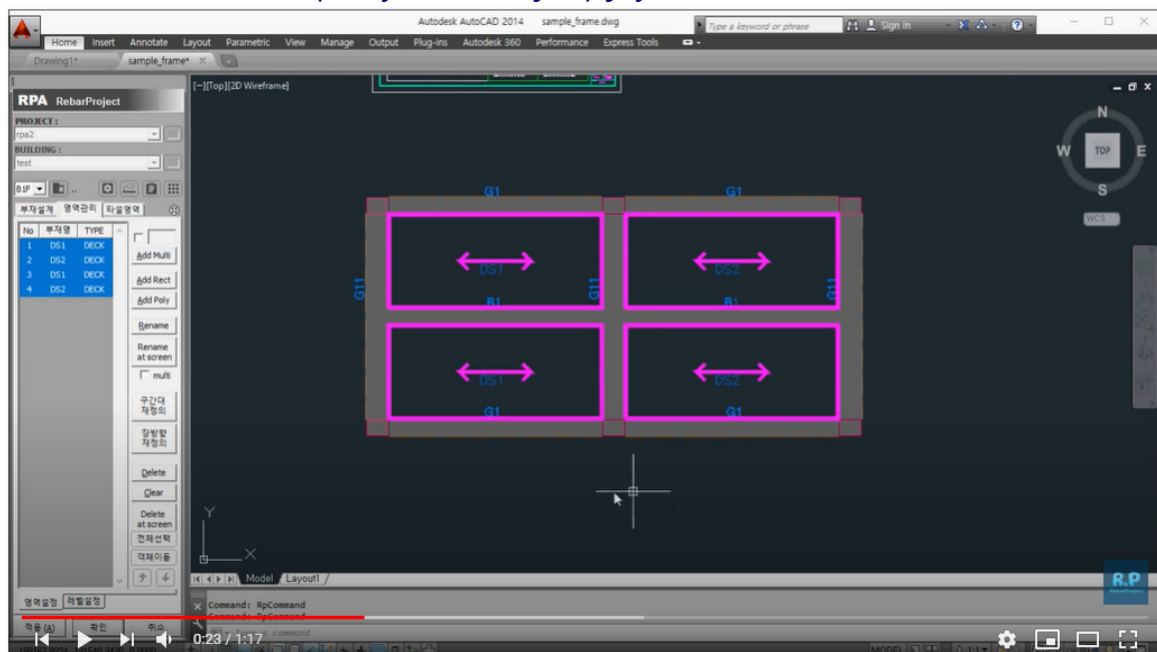 Autodesk AutoCAD 2014 sample_frame.dwg
Type a keyword or phrase
Sign In
Home Insert Annotate Layout Parametric View Manage Output Plug-ins Autodesk 360 Performance Express Tools
Drawing1* sample_frame*
[−][Top][2D Wireframe]
RPA RebarProject
PROJECT :
rpa2
BUILDING :
test
B1F
부재설계 영역관리 타설영역
No 부재명 TYPE
1 DS1 DECK
2 DS2 DECK
3 DS1 DECK
4 DS2 DECK
Add Multi
Add Rect
Add Poly
Rename
Rename
at screen
multi
구간대
재정의
장방향
재정의
Delete
Clear
Delete
at screen
전체선택
객체이동
영역설정 레벨설정
적용(A) 확인 취소
N
W TOP E
S
WCS
G1 G1
DS1 DS2
G11 G11 G11
B1 B1
DS1 DS2
G1 G1
Y
X
Model Layout1
Command: RpCommand
Command: RpCommand
command
R.P
RebarProject
0:23 / 1:17
MODEL